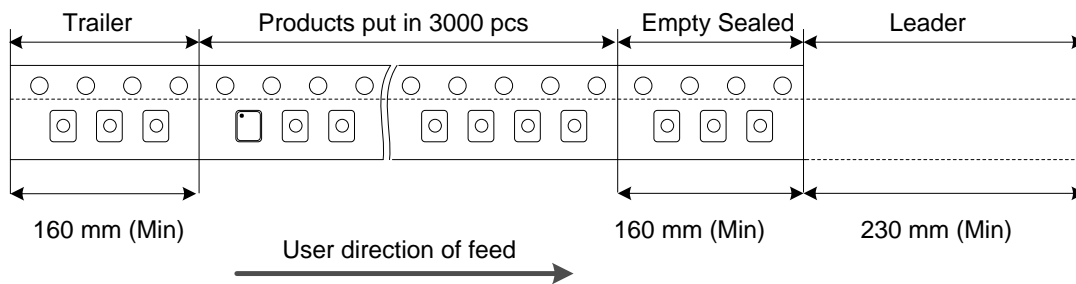 Trailer Products put in 3000 pcs Empty Sealed Leader
160 mm (Min) 160 mm (Min) 230 mm (Min)
User direction of feed